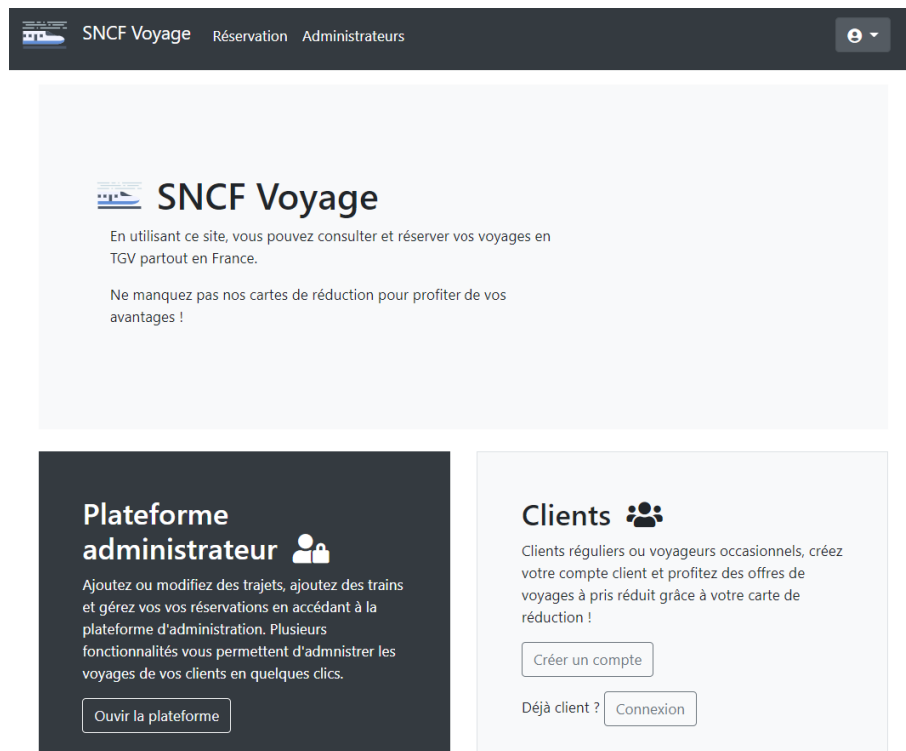 SNCF Voyage Réservation Administrateurs
SNCF Voyage
En utilisant ce site, vous pouvez consulter et réserver vos voyages en
TGV partout en France.
Ne manquez pas nos cartes de réduction pour profiter de vos
avantages !
Plateforme
administrateur
Ajoutez ou modifiez des trajets, ajoutez des trains
et gérez vos vos réservations en accédant à la
plateforme d'administration. Plusieurs
fonctionnalités vous permettent d'admnistrer les
voyages de vos clients en quelques clics.
Ouvir la plateforme
Clients
Clients réguliers ou voyageurs occasionnels, créez
votre compte client et profitez des offres de
voyages à pris réduit grâce à votre carte de
réduction !
Créer un compte
Déjà client ? Connexion